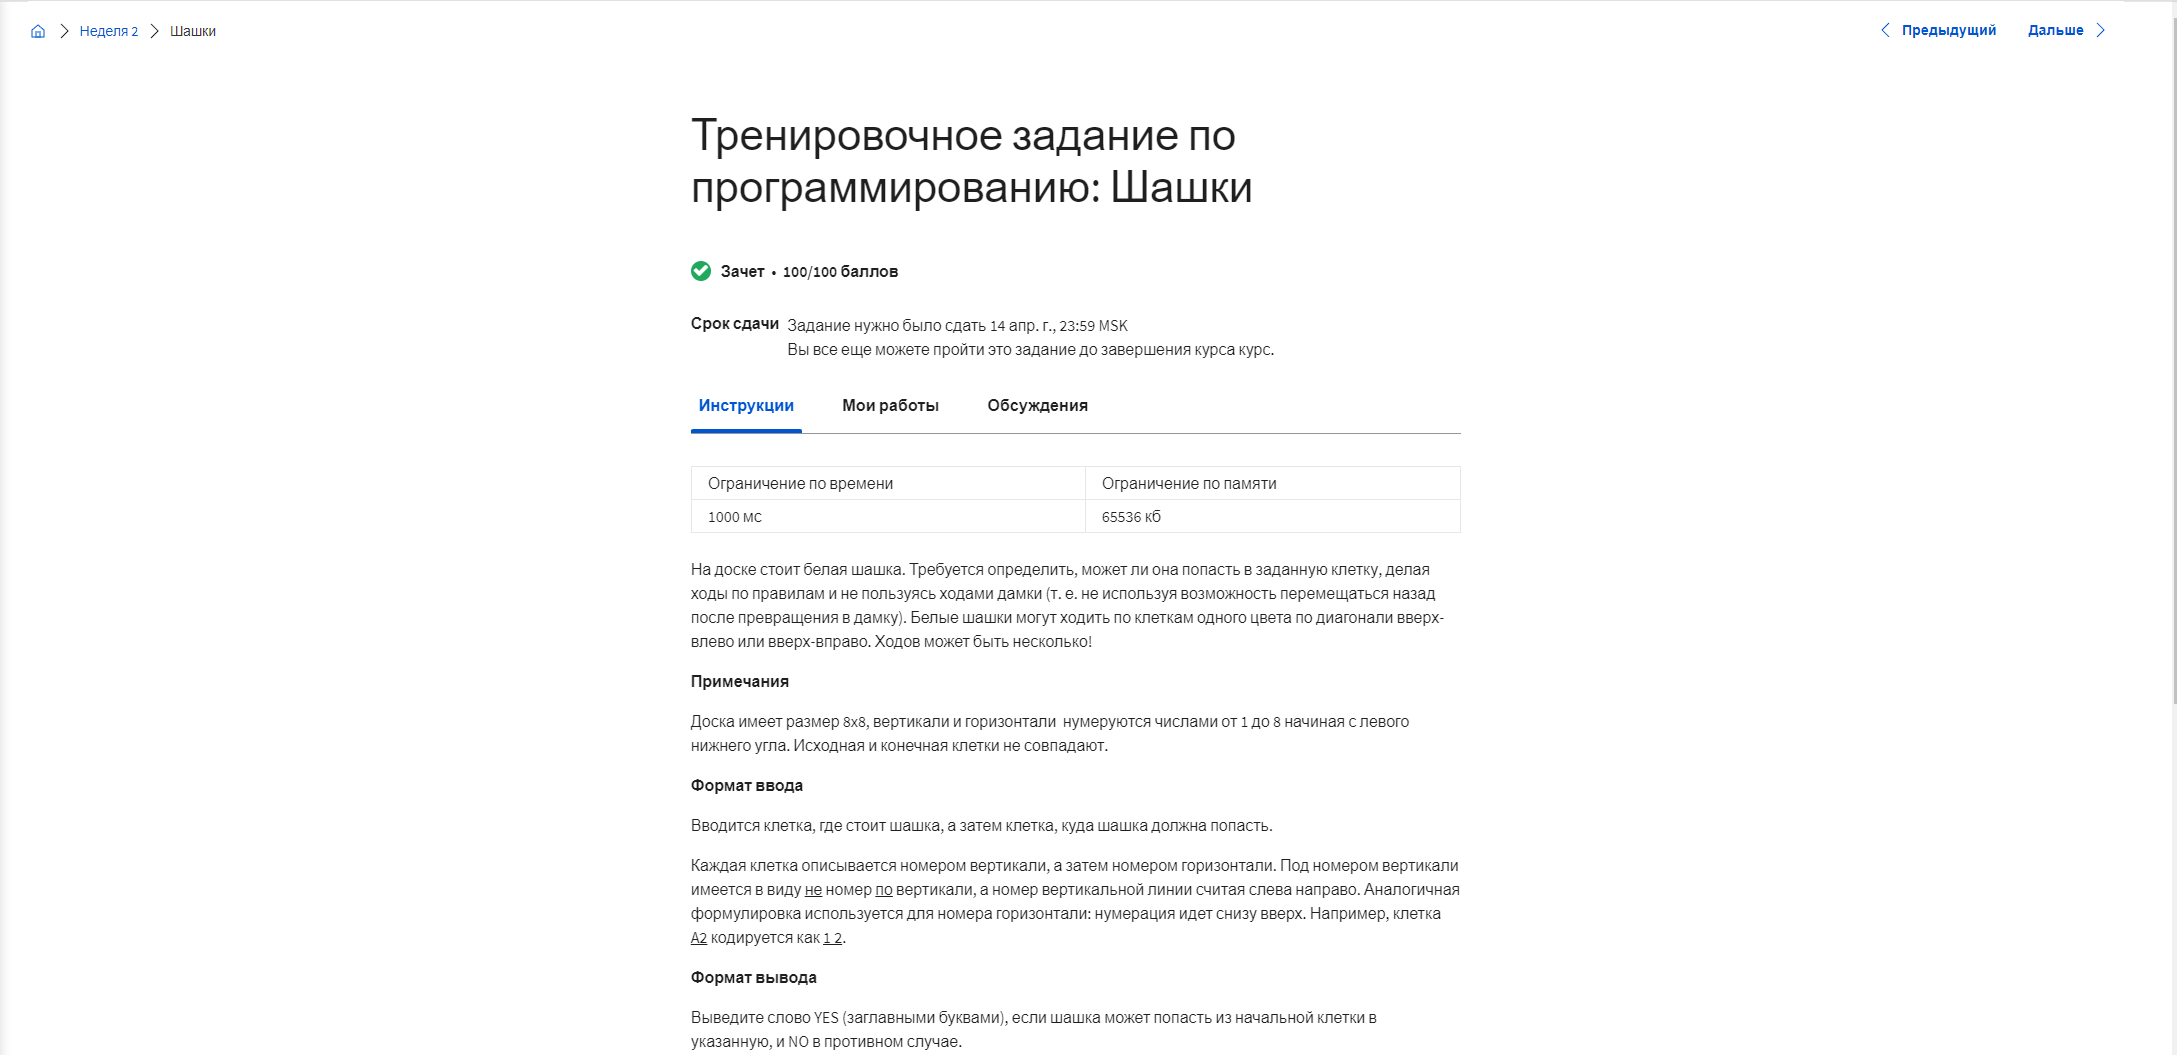 Неделя 2 Шашки
Предыдущий Дальше
Тренировочное задание по
программированию: Шашки
Зачет • 100/100 баллов
Срок сдачи Задание нужно было сдать 14 апр. г., 23:59 MSK
Вы все еще можете пройти это задание до завершения курса курс.
Инструкции Мои работы Обсуждения
Ограничение по времени Ограничение по памяти
1000 мс 65536 кб
На доске стоит белая шашка. Требуется определить, может ли она попасть в заданную клетку, делая
ходы по правилам и не пользуясь ходами дамки (т. е. не используя возможность перемещаться назад
после превращения в дамку). Белые шашки могут ходить по клеткам одного цвета по диагонали вверх-
влево или вверх-вправо. Ходов может быть несколько!
Примечания
Доска имеет размер 8x8, вертикали и горизонтали нумеруются числами от 1 до 8 начиная с левого
нижнего угла. Исходная и конечная клетки не совпадают.
Формат ввода
Вводится клетка, где стоит шашка, а затем клетка, куда шашка должна попасть.
Каждая клетка описывается номером вертикали, а затем номером горизонтали. Под номером вертикали
имеется в виду не номер по вертикали, а номер вертикальной линии считая слева направо. Аналогичная
формулировка используется для номера горизонтали: нумерация идет снизу вверх. Например, клетка
A2 кодируется как 1 2.
Формат вывода
Выведите слово YES (заглавными буквами), если шашка может попасть из начальной клетки в
указанную, и NO в противном случае.